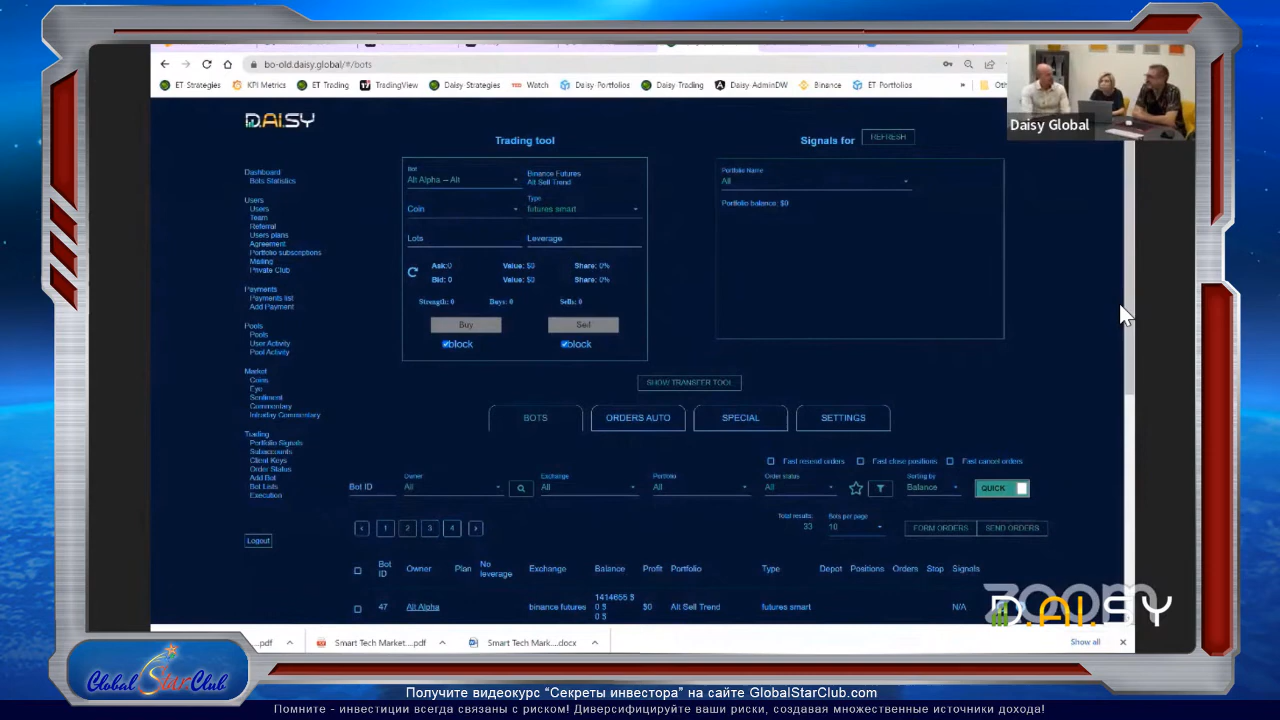 bo-old.daisy.global/#/bots
ET Strategies
KPI Metrics
ET Trading
TradingView
Daisy Strategies
Watch
Daisy Portfolios
Daisy Trading
Daisy AdminDW
Binance
ET Portfolios
»
Daisy Global
D.AI.SY
Trading tool
Signals for
REFRESH
Dashboard
Bots Statistics
Users
Users
Team
Referral
Users plans
Agreement
Portfolio subscriptions
Mailing
Private Club
Payments
Payments list
Add Payment
Pools
Pools
User Activity
Pool Activity
Market
Coins
Eye
Sentiment
Commentary
Intraday Commentary
Trading
Portfolio Signals
Subaccounts
Client Keys
Order Status
Add Bot
Bot Lists
Execution
Logout
Bot
Alt Alpha – Alt
Binance Futures
Alt Sell Trend
Coin
Type
futures smart
Lots
Leverage
Ask:0 Value: $0 Share: 0%
Bid: 0 Value: $0 Share: 0%
Strength: 0 Buys: 0 Sells: 0
Buy
Sell
block
block
Portfolio Name
All
Portfolio balance: $0
SHOW TRANSFER TOOL
BOTS
ORDERS AUTO
SPECIAL
SETTINGS
Fast resend orders
Fast close positions
Fast cancel orders
Bot ID
Owner
All
Exchange
All
Portfolio
All
Order status
All
Sorting by
Balance
QUICK
< 1 2 3 4 >
Total results:
33
Bots per page
10
FORM ORDERS
SEND ORDERS
Bot ID Owner Plan No leverage Exchange Balance Profit Portfolio Type Depot Positions Orders Stop Signals
47 Alt Alpha binance futures 1414655 $ $0 Alt Sell Trend futures smart N/A
0 $
0 $
zoom
D.AI.SY
.pdf
Smart Tech Market....pdf
Smart Tech Mark....docx
Show all
Global Star Club
Получите видеокурс “Секреты инвестора” на сайте GlobalStarClub.com
Помните - инвестиции всегда связаны с риском! Диверсифицируйте ваши риски, создавая множественные источники дохода!